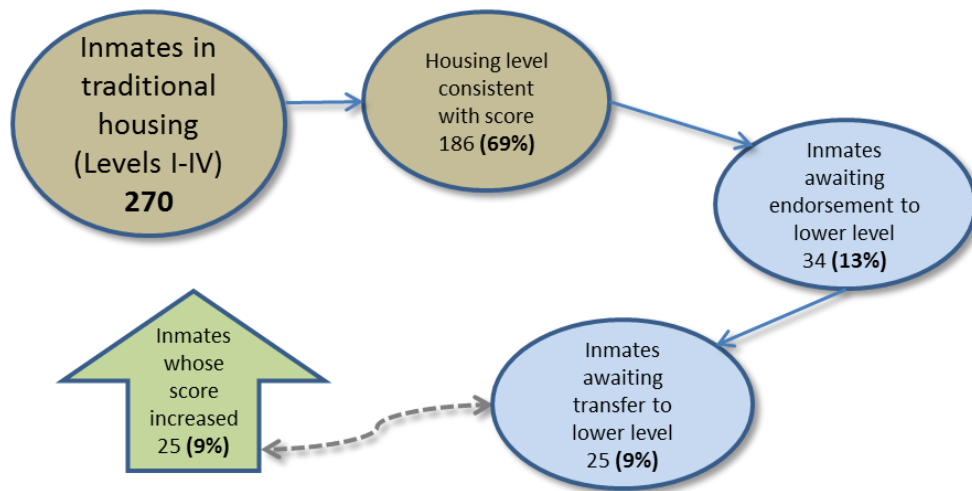 Inmates in
traditional
housing
(Levels I-IV)
270
Housing level
consistent
with score
186 (69%)
Inmates
awaiting
endorsement to
lower level
34 (13%)
Inmates
awaiting
transfer to
lower level
25 (9%)
Inmates
whose
score
increased
25 (9%)